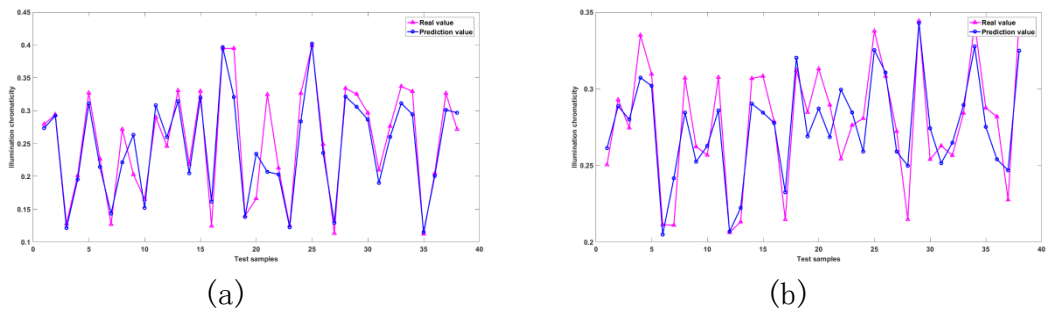 0.45
0.4
0.35
0.3
0.25
0.2
0.15
0.1
Illumination chromaticity
0 5 10 15 20 25 30 35 40
Test samples
Real value
Prediction value
(a)
0.35
0.3
0.25
0.2
Illumination chromaticity
0 5 10 15 20 25 30 35 40
Test samples
Real value
Prediction value
(b)